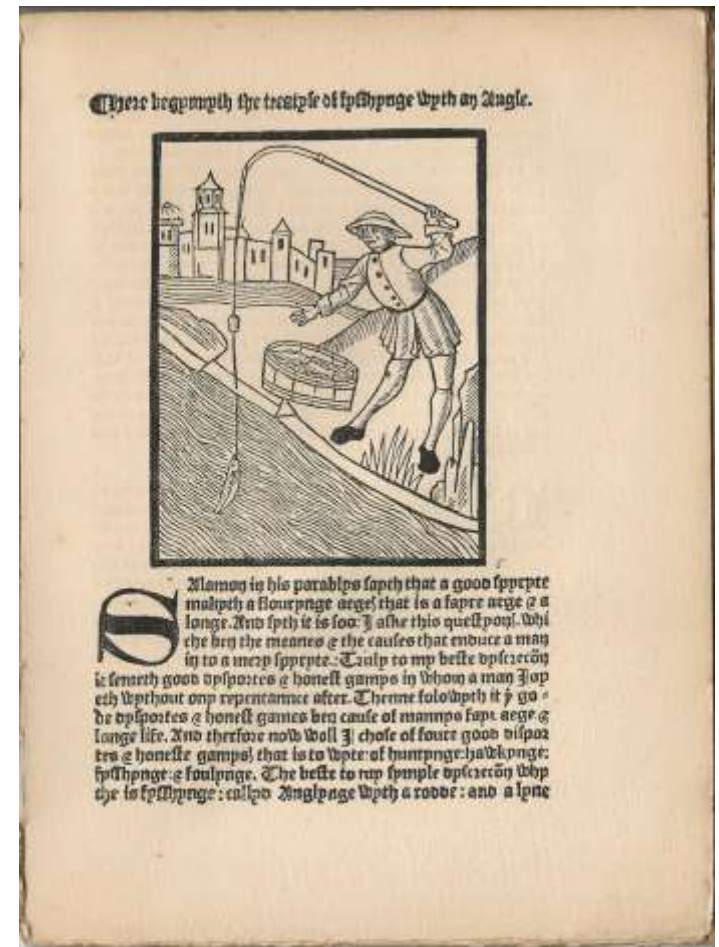 ¶Here begynnyth the treatyse of fysshynge wyth an Angle.
SAlamon in his parablys sayth that a good spyryte
makyth a flourynge aege/ that is a fayre aege ⁊ a
longe. And syth it is soo: I aske this questyon/. Whi
che ben the meanes ⁊ the causes that enduce a man
in to a mery spyryte.: Truly to my beste dyscrecōn
it semeth good dysportes ⁊ honest gamys in whom a man Joy
eth wythout ony repentannce after. Thenne folowyth it yͭ go
de dysportes ⁊ honest games ben cause of mannys fayr aege ⁊
longe life. And therfore now woll I chose of foure good dispor
tes ⁊ honeste gamys/ that is to wyte: of huntynge: hawkynge:
fysshynge: ⁊ foulynge. The beste to my symple dyscrecōn why
che is fysshynge: callyd Anglynge wyth a rodde: and a lyne